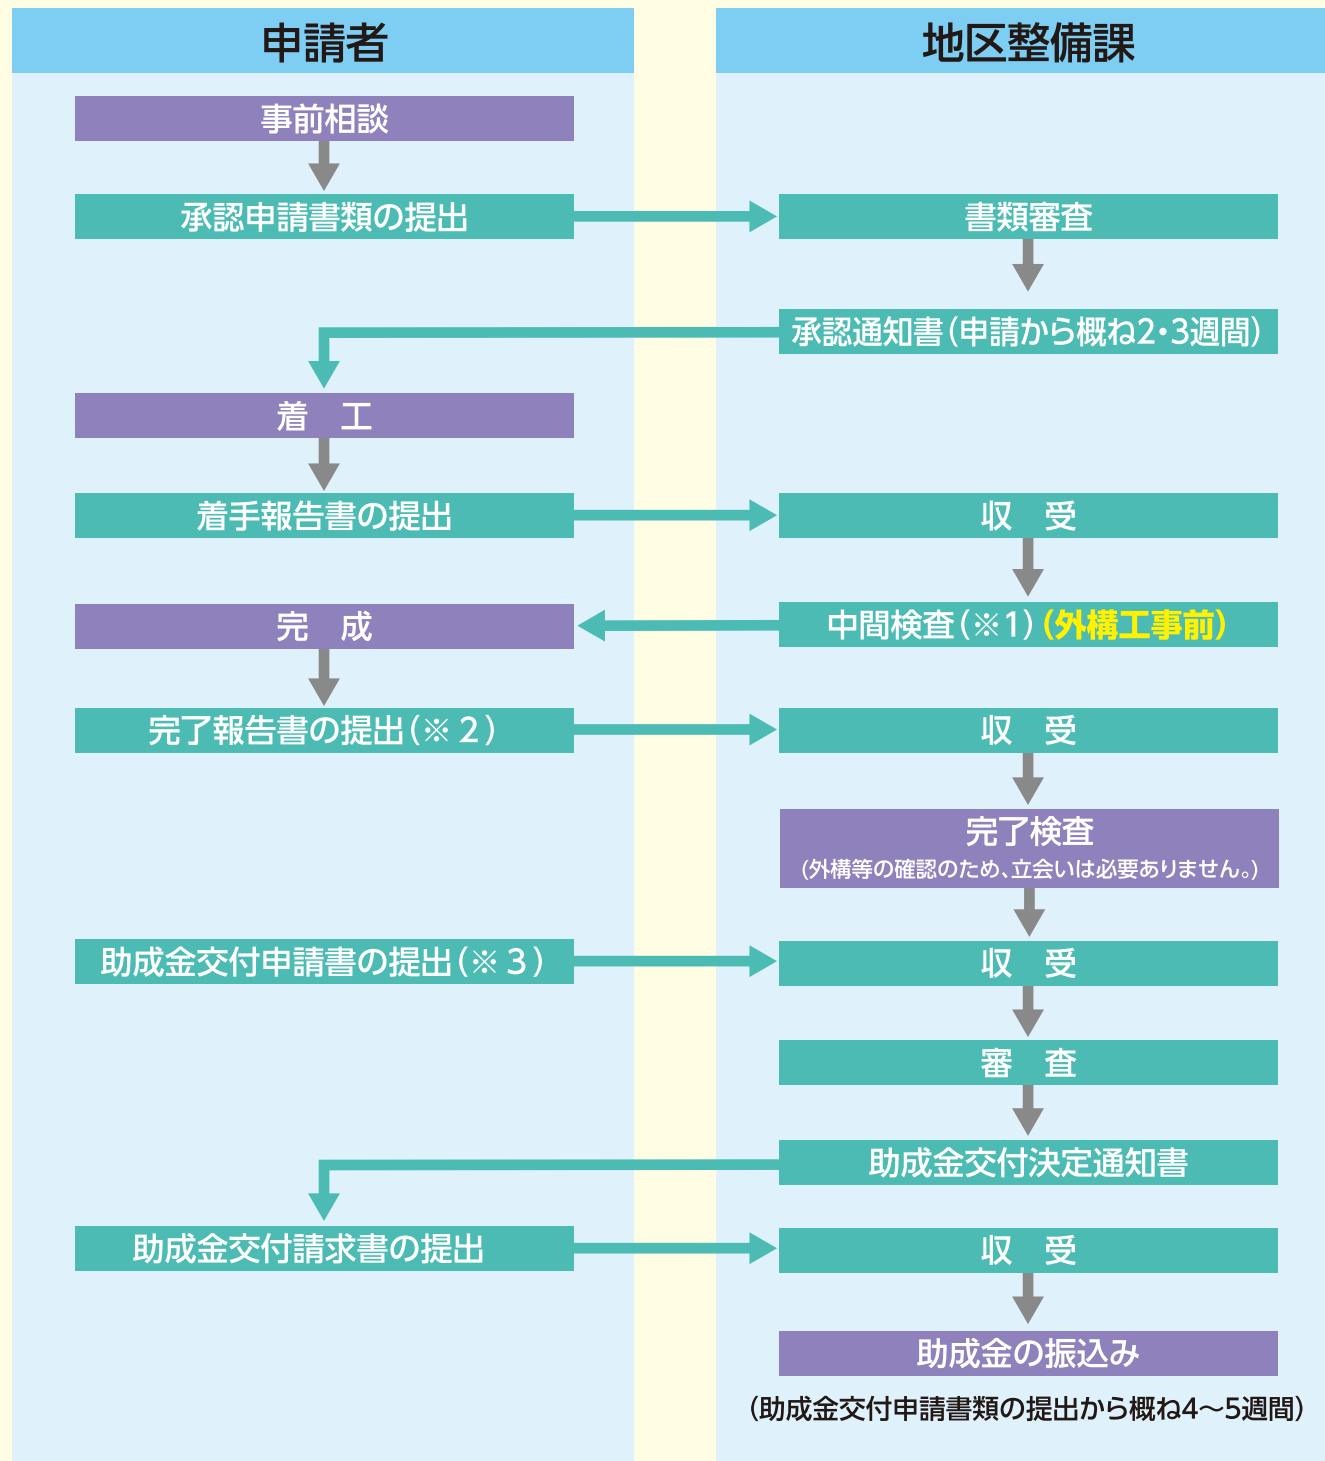 申請者
地区整備課
事前相談
承認申請書類の提出
書類審査
承認通知書（申請から概ね2・3週間）
着　工
着手報告書の提出
収　受
中間検査（※1）（外構工事前）
完　成
完了報告書の提出（※２）
収　受
完了検査
（外構等の確認のため、立会いは必要ありません。）
助成金交付申請書の提出（※３）
収　受
審　査
助成金交付決定通知書
助成金交付請求書の提出
収　受
助成金の振込み
（助成金交付申請書類の提出から概ね4～5週間）